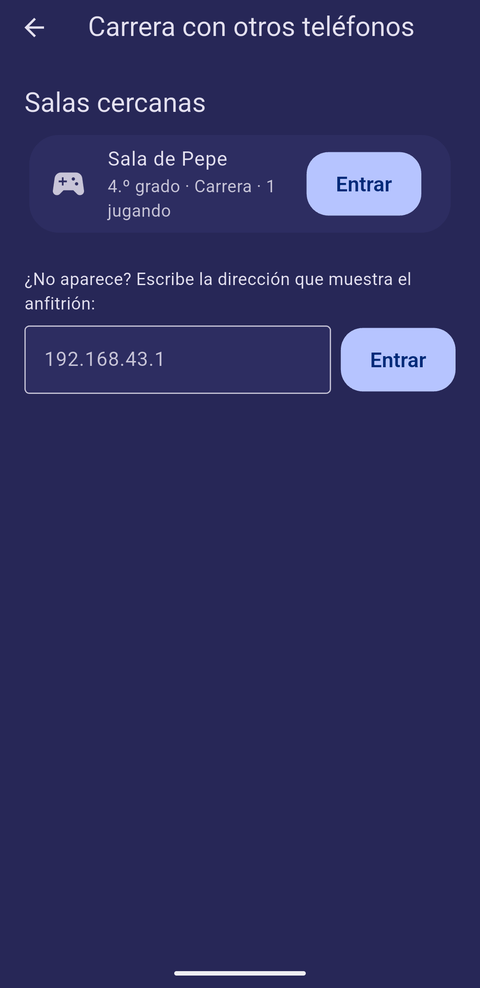 Carrera con otros teléfonos
Salas cercanas
Sala de Pepe
4.º grado · Carrera · 1
jugando
Entrar
¿No aparece? Escribe la dirección que muestra el
anfitrión:
192.168.43.1
Entrar